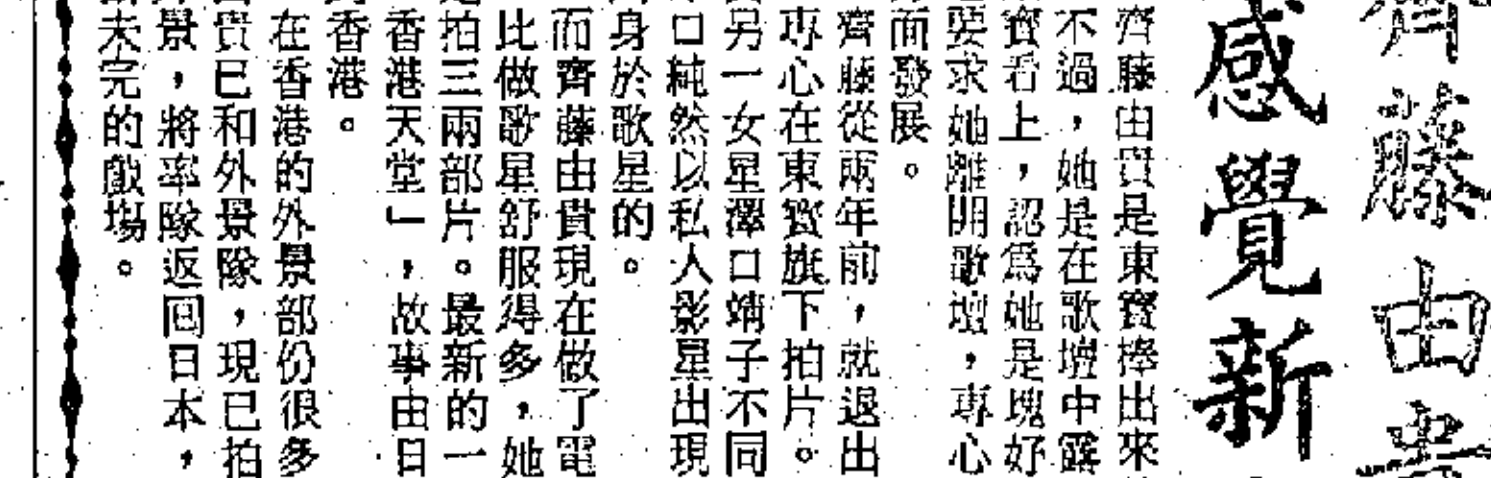 齊藤由貴
感覺新
齊藤由貴是東寳捧出來
不過，她是在歌壇中露
寳看上，認爲她是塊好
要求她離開歌壇，專心
面發展。
齊藤從兩年前，就退出
專心在東寳旗下拍片。
另一女星澤口靖子不同
口純然以私人影星出現
身於歌星的。
而齊藤由貴現在做了電
比做歌星舒服得多，她
拍三兩部片。最新的一
香港天堂」，故事由日
香港。
在香港的外景部份很多
貴已和外景隊，現已拍
景，將率隊返回日本，
未完的戲場。